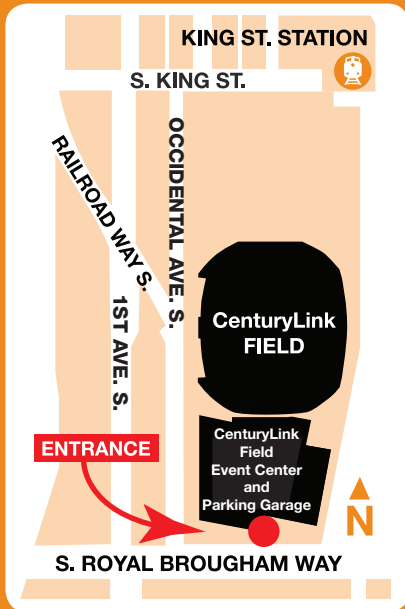 KING ST. STATION
S. KING ST.
RAILROAD WAY S.
OCCIDENTAL AVE. S.
1ST AVE. S.
CenturyLink
FIELD
ENTRANCE
CenturyLink
Field
Event Center
and
Parking Garage
N
S. ROYAL BROUGHAM WAY